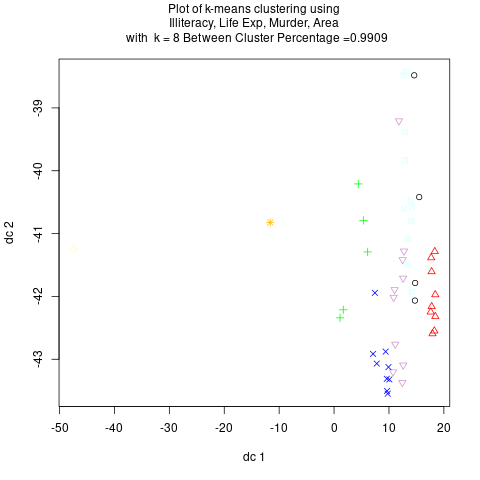 Plot of k-means clustering using
Illiteracy, Life Exp, Murder, Area
with  k = 8 Between Cluster Percentage =0.9909
-39
-40
-41
-42
-43
dc 2
-50
-40
-30
-20
-10
0
10
20
dc 1